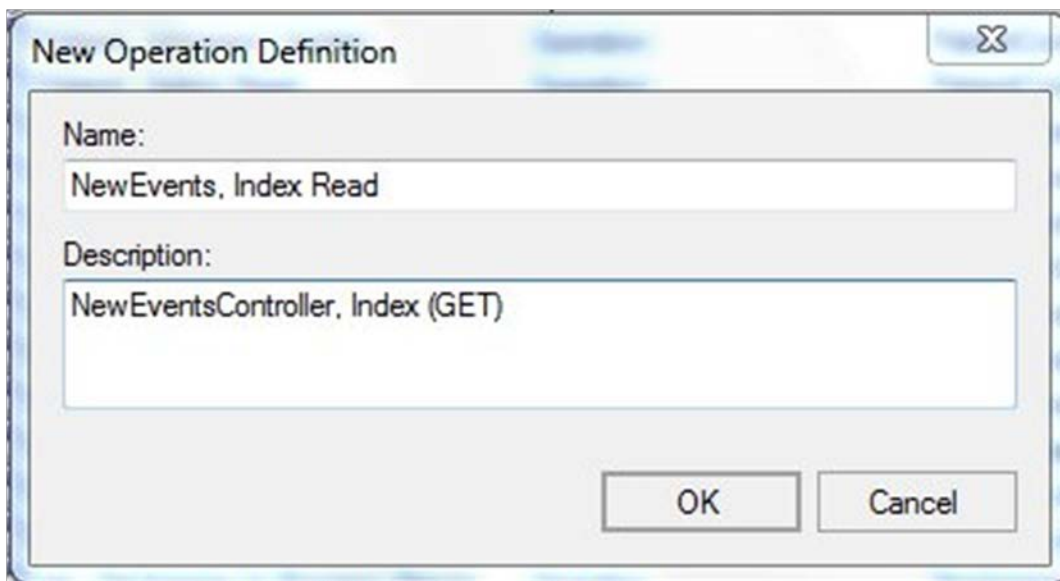 New Operation Definition
Name:
NewEvents, Index Read
Description:
NewEventsController, Index (GET)
OK
Cancel